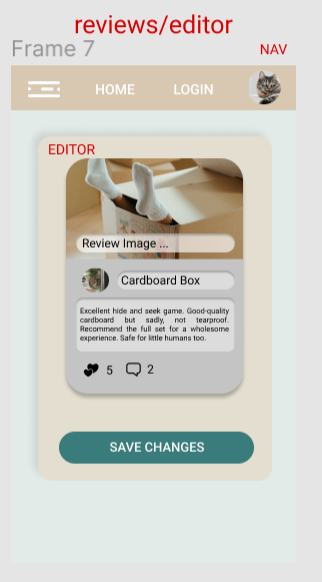 reviews/editor
Frame 7
NAV
HOME
LOGIN
EDITOR
Review Image ...
Cardboard Box
Excellent hide and seek game. Good-quality
cardboard but sadly, not tearproof.
Recommend the full set for a wholesome
experience. Safe for little humans too.
5
2
SAVE CHANGES